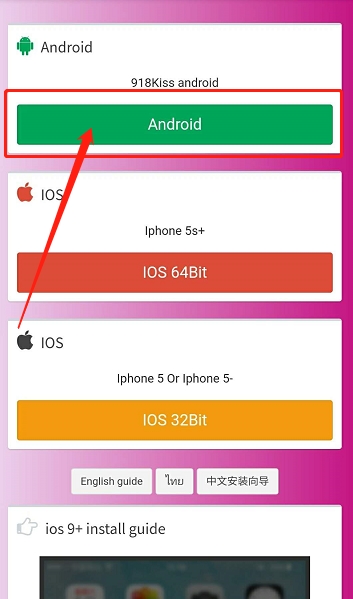 Android
918Kiss android
Android
IOS
Iphone 5s+
IOS 64Bit
IOS
Iphone 5 Or Iphone 5-
IOS 32Bit
English guide
ไทย
中文安装向导
ios 9+ install guide